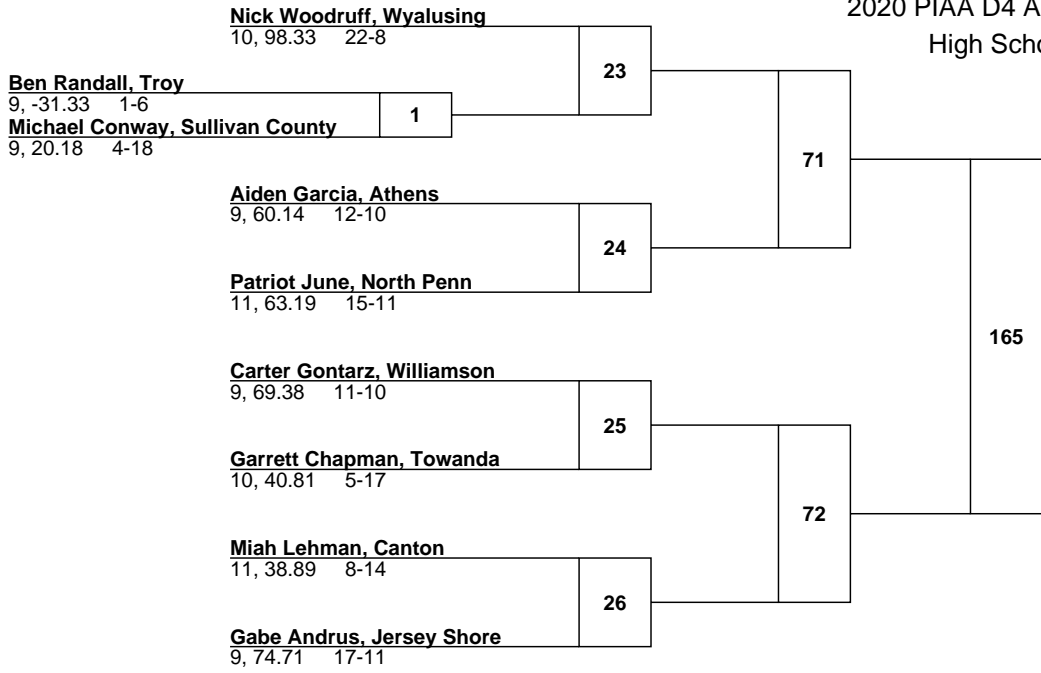 2020 PIAA D4 A
High Scho
Nick Woodruff, Wyalusing
10, 98.33 22-8
23
Ben Randall, Troy
9, -31.33 1-6
1
Michael Conway, Sullivan County
9, 20.18 4-18
71
Aiden Garcia, Athens
9, 60.14 12-10
24
Patriot June, North Penn
11, 63.19 15-11
165
Carter Gontarz, Williamson
9, 69.38 11-10
25
Garrett Chapman, Towanda
10, 40.81 5-17
72
Miah Lehman, Canton
11, 38.89 8-14
26
Gabe Andrus, Jersey Shore
9, 74.71 17-11